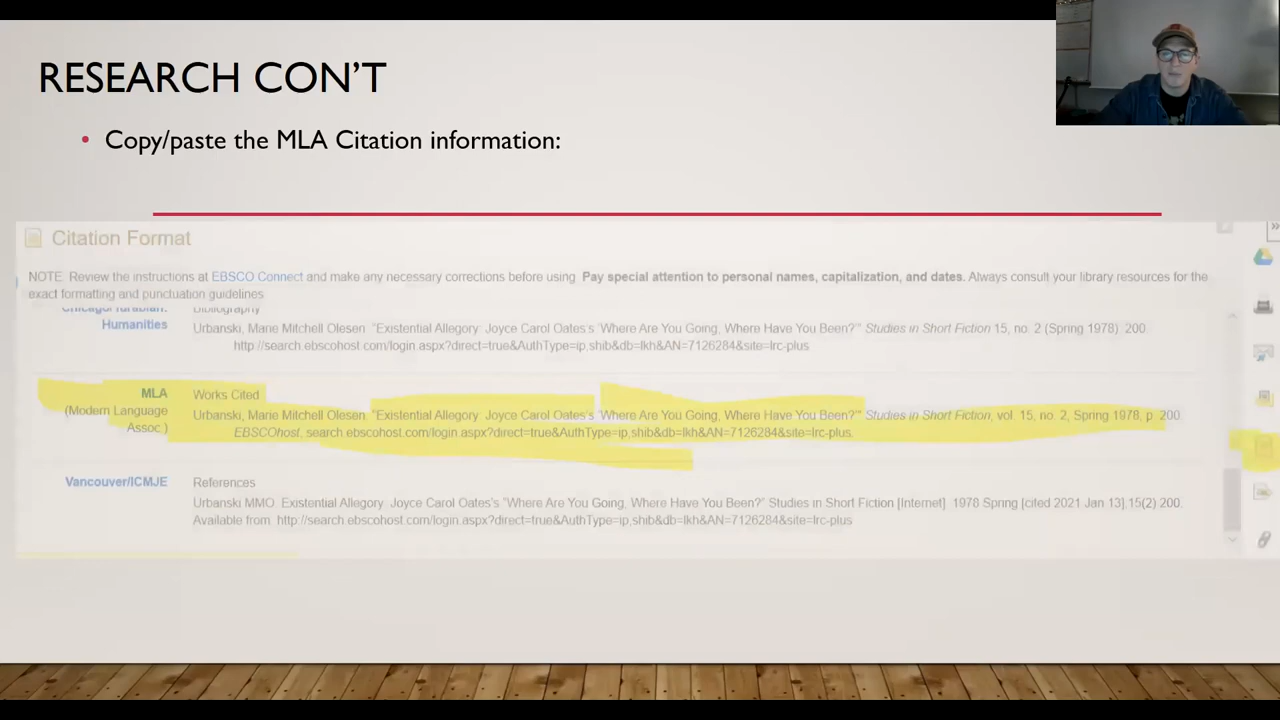 RESEARCH CON'T
• Copy/paste the MLA Citation information:
Citation Format
NOTE: Review the instructions at EBSCO Connect and make any necessary corrections before using. Pay special attention to personal names, capitalization, and dates. Always consult your library resources for the
exact formatting and punctuation guidelines
Chicago/Turabian: Bibliography
Humanities Urbanski, Marie Mitchell Olesen. "Existential Allegory: Joyce Carol Oates's 'Where Are You Going, Where Have You Been?'" Studies in Short Fiction 15, no. 2 (Spring 1978): 200.
http://search.ebscohost.com/login.aspx?direct=true&AuthType=ip,shib&db=lkh&AN=7126284&site=lrc-plus
MLA Works Cited
(Modern Language Urbanski, Marie Mitchell Olesen. "Existential Allegory: Joyce Carol Oates's 'Where Are You Going, Where Have You Been?'" Studies in Short Fiction, vol. 15, no. 2, Spring 1978, p. 200.
Assoc.) EBSCOhost, search.ebscohost.com/login.aspx?direct=true&AuthType=ip,shib&db=lkh&AN=7126284&site=lrc-plus.
Vancouver/ICMJE References
Urbanski MMO. Existential Allegory: Joyce Carol Oates's "Where Are You Going, Where Have You Been?" Studies in Short Fiction [Internet]. 1978 Spring [cited 2021 Jan 13];15(2):200.
Available from: http://search.ebscohost.com/login.aspx?direct=true&AuthType=ip,shib&db=lkh&AN=7126284&site=lrc-plus